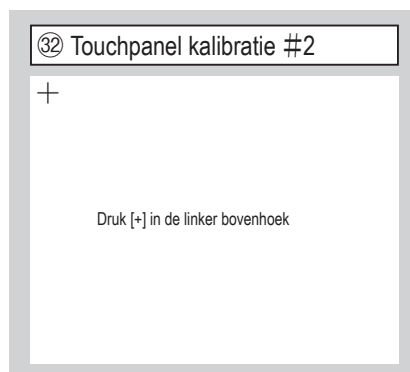 ㉜ Touchpanel kalibratie #2
+
Druk [+] in de linker bovenhoek